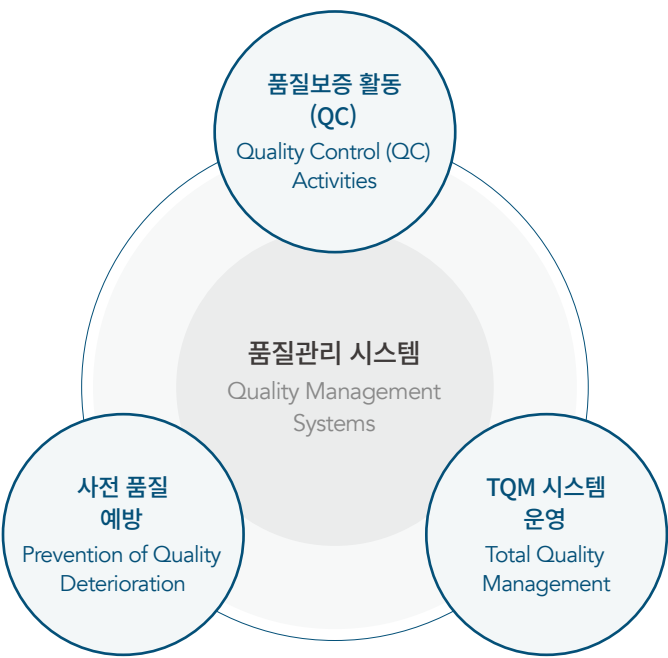 품질보증 활동
(QC)
Quality Control (QC)
Activities
품질관리 시스템
Quality Management
Systems
사전 품질
예방
Prevention of Quality
Deterioration
TQM 시스템
운영
Total Quality
Management